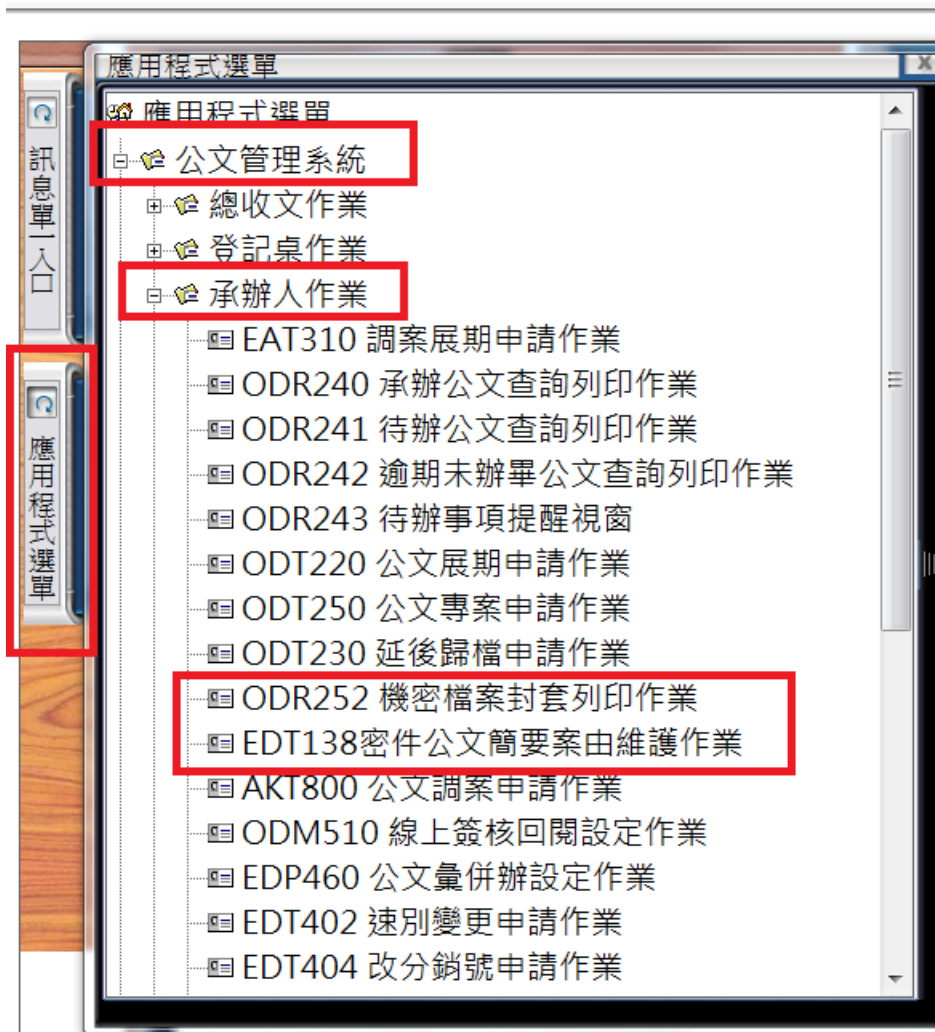 應用程式選單
應用程式選單
公文管理系統
總收文作業
登記桌作業
承辦人作業
EAT310 調案展期申請作業
ODR240 承辦公文查詢列印作業
ODR241 待辦公文查詢列印作業
ODR242 逾期未辦畢公文查詢列印作業
ODR243 待辦事項提醒視窗
ODT220 公文展期申請作業
ODT250 公文專案申請作業
ODT230 延後歸檔申請作業
ODR252 機密檔案封套列印作業
EDT138密件公文簡要案由維護作業
AKT800 公文調案申請作業
ODM510 線上簽核回閱設定作業
EDP460 公文彙併辦設定作業
EDT402 速別變更申請作業
EDT404 改分銷號申請作業
訊息單一入口
應用程式選單